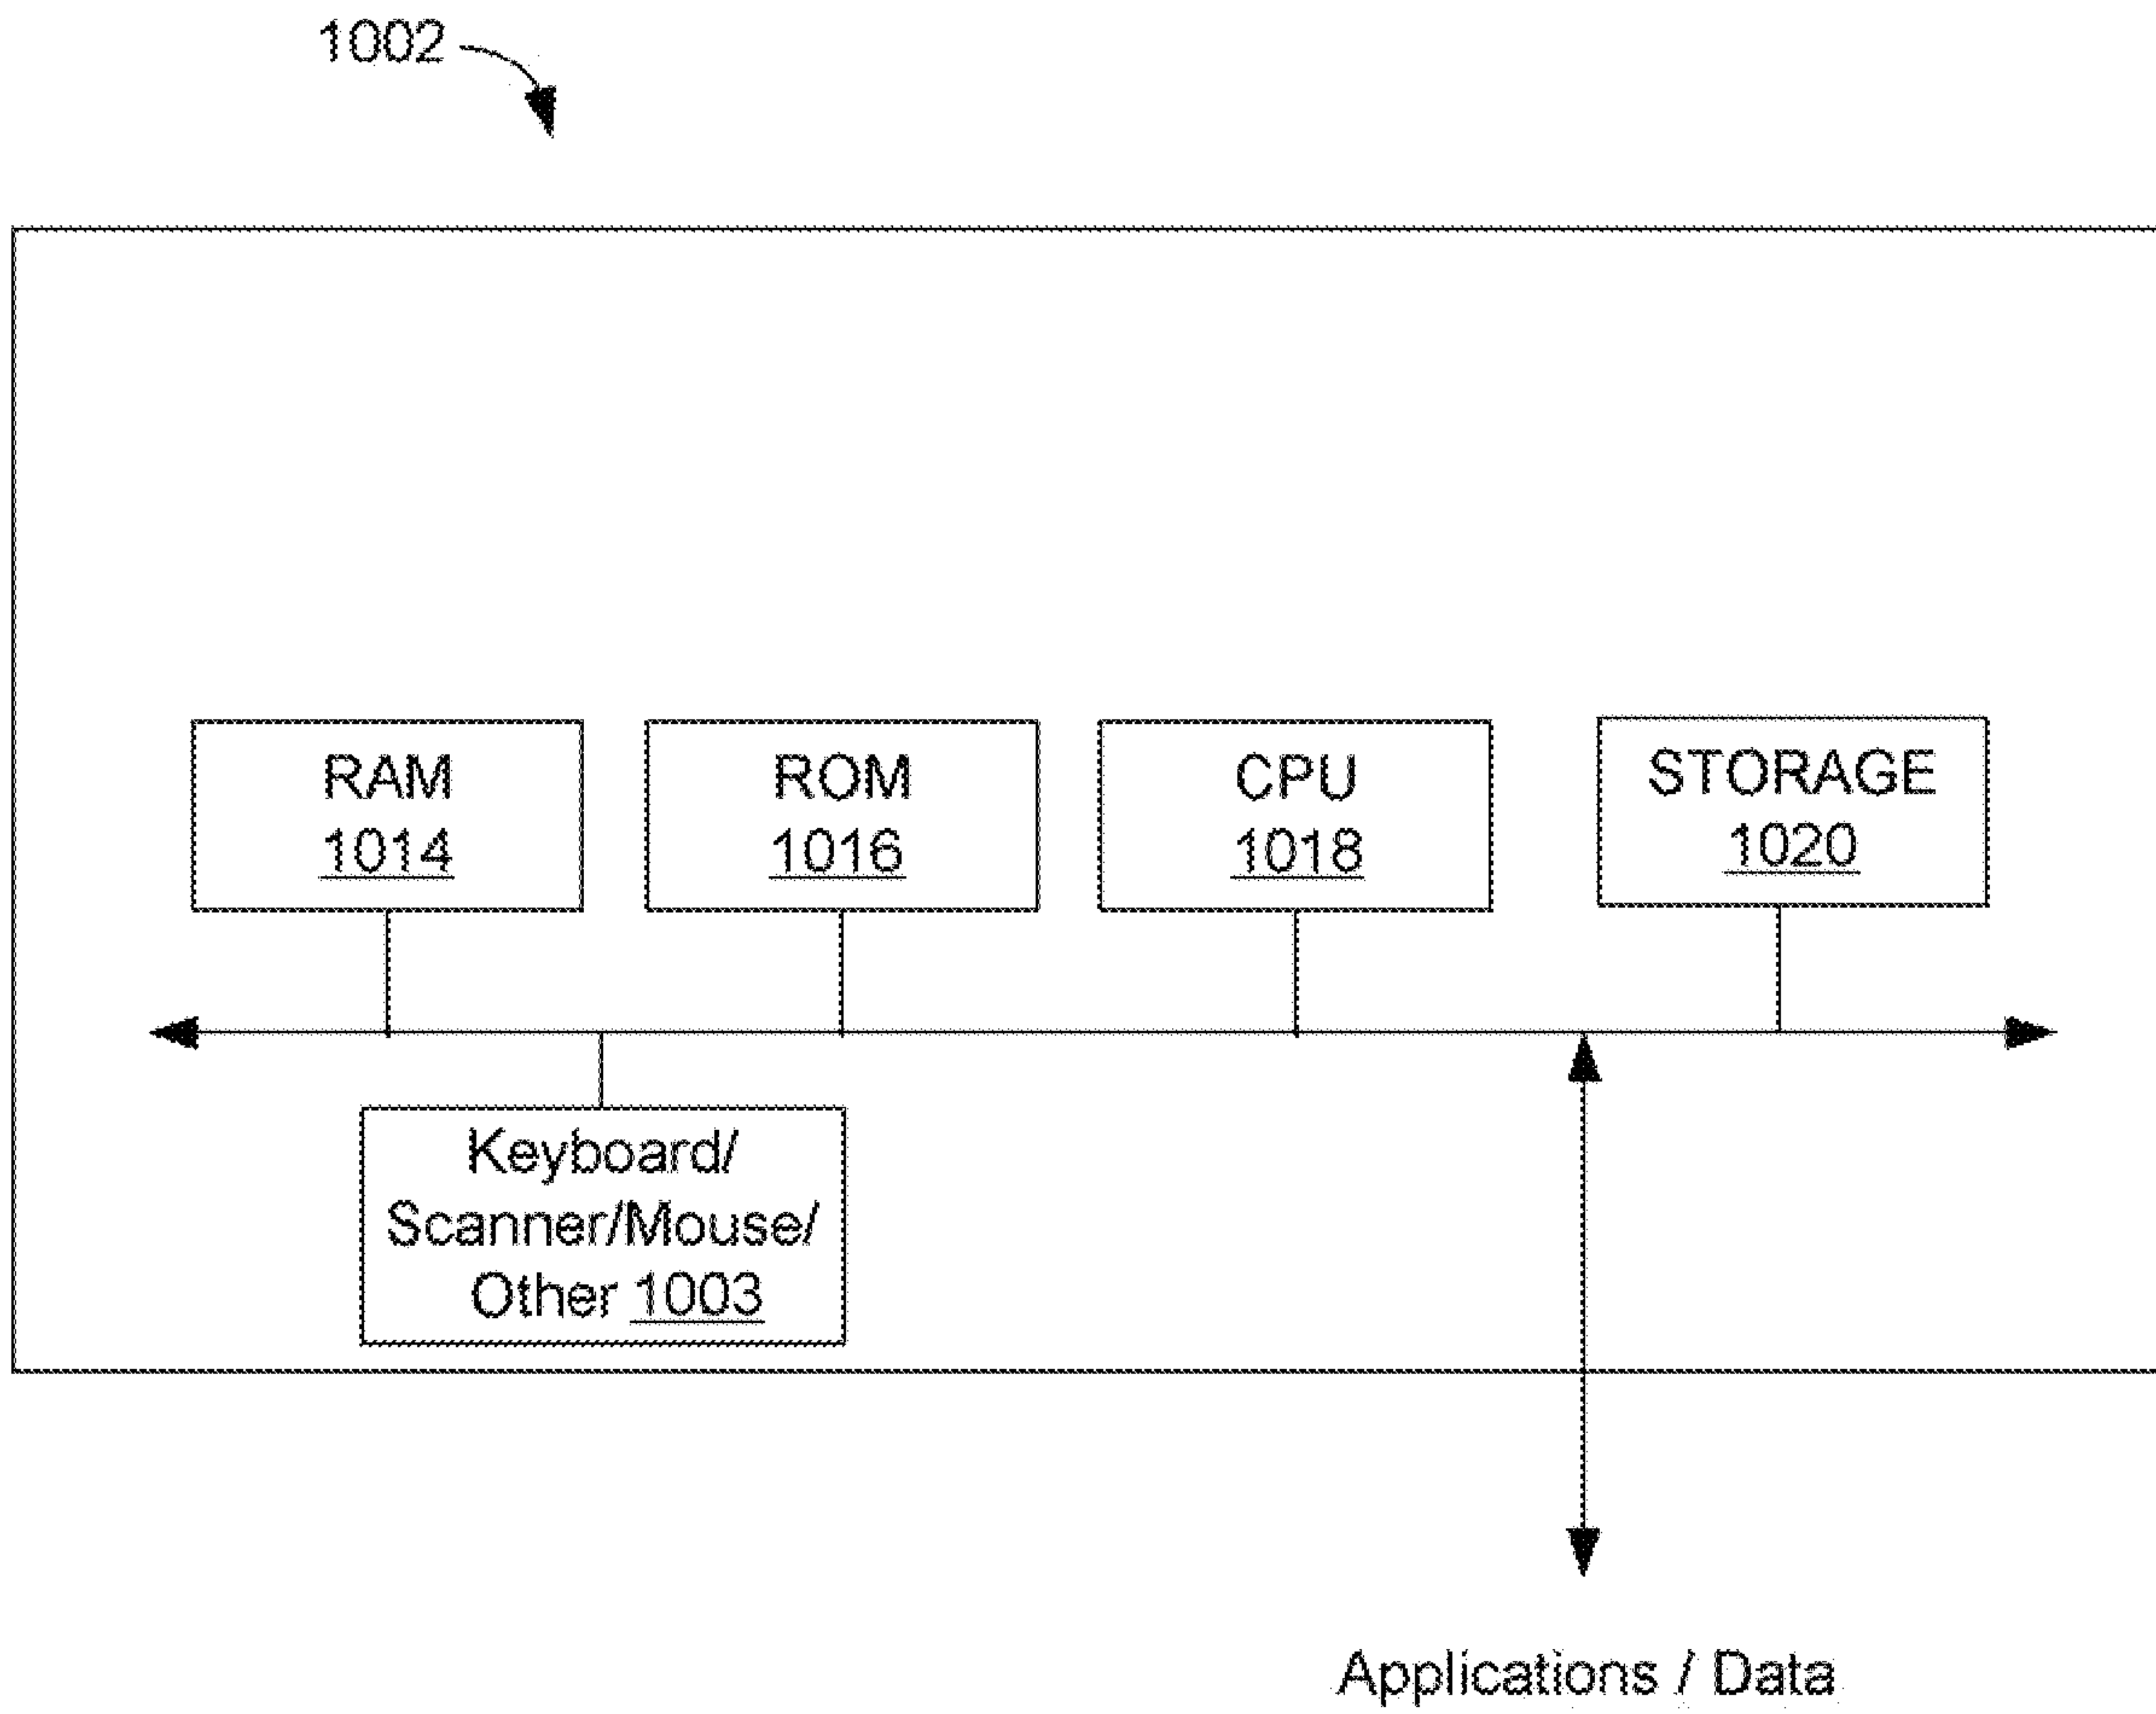 1002
RAM
1014
ROM
1016
CPU
1018
STORAGE
1020
Keyboard/
Scanner/Mouse/
Other 1003
Applications / Data